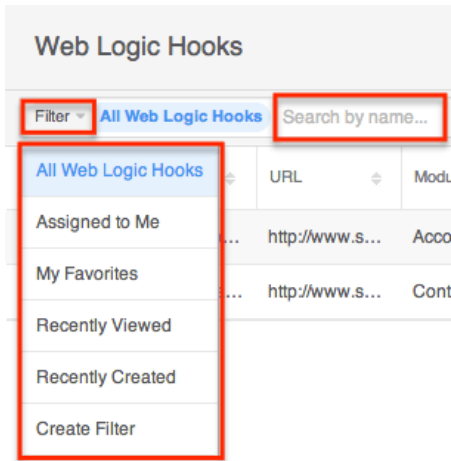 Web Logic Hooks
Filter All Web Logic Hooks Search by name...
All Web Logic Hooks URL Modu
Assigned to Me ... http://www.s... Acco
My Favorites
... http://www.s... Cont
Recently Viewed
Recently Created
Create Filter